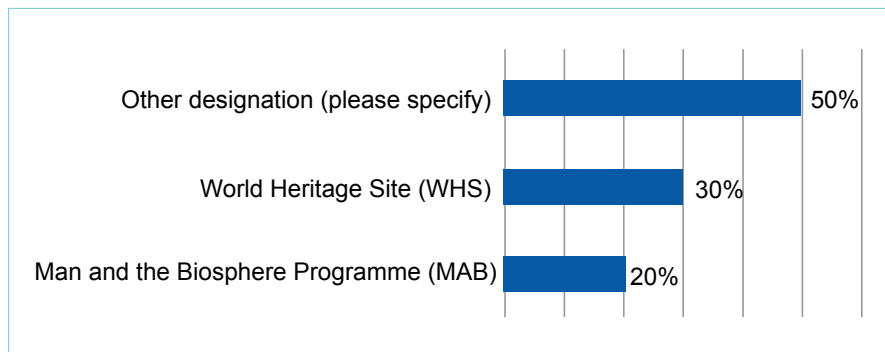 Other designation (please specify) 50%
World Heritage Site (WHS) 30%
Man and the Biosphere Programme (MAB) 20%